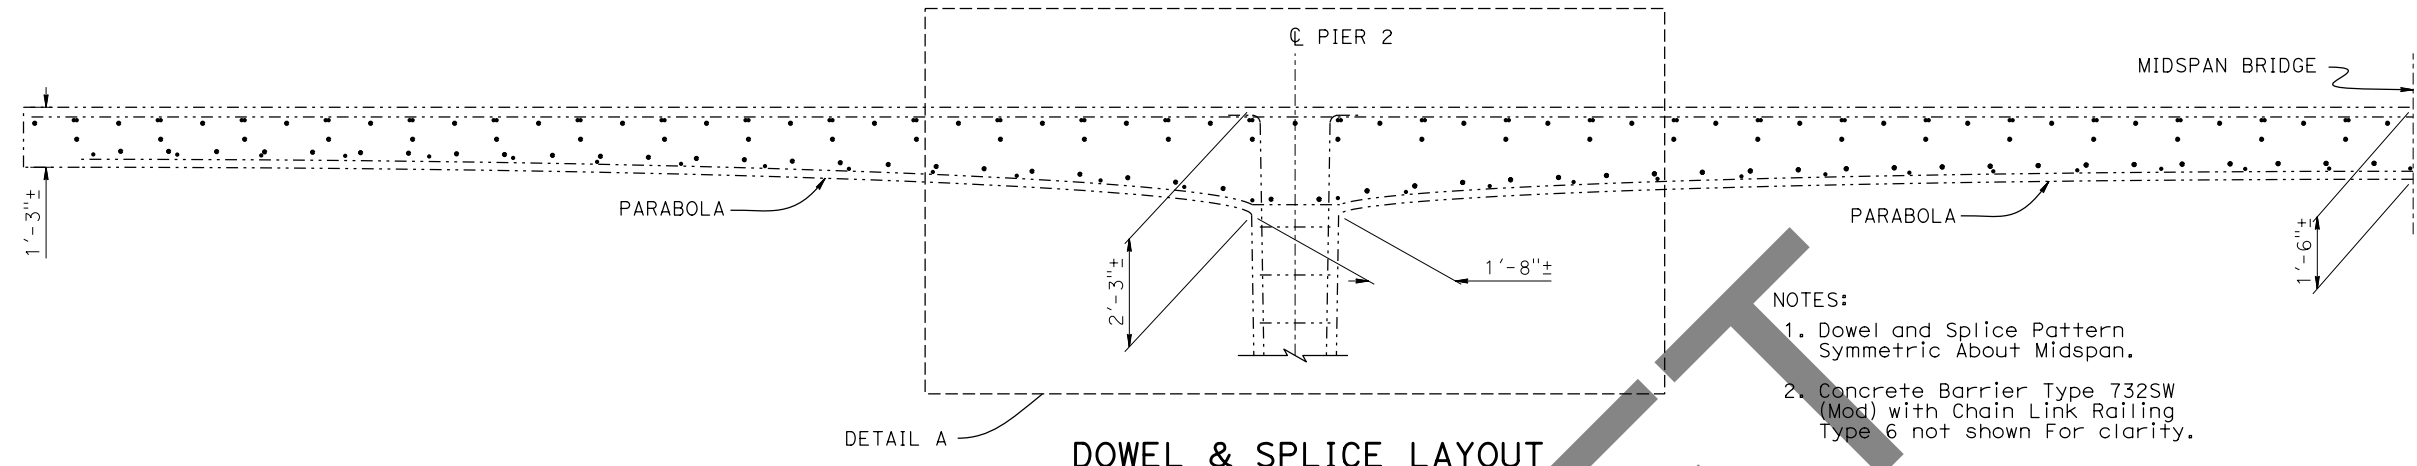 ℄ PIER 2
MIDSPAN BRIDGE
1'-3"±
PARABOLA
PARABOLA
2'-3"±
1'-8"±
1'-6"±
NOTES:
1. Dowel and Splice Pattern
Symmetric About Midspan.
2. Concrete Barrier Type 732SW
(Mod) with Chain Link Railing
Type 6 not shown For clarity.
DETAIL A
DOWEL & SPLICE LAYOUT